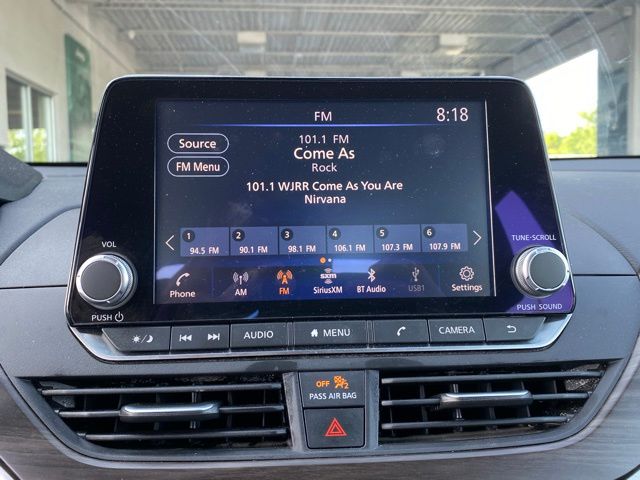 FM
8:18
Source
101.1 FM
Come As
FM Menu
Rock
101.1 WJRR Come As You Are
Nirvana
1 2 3 4 5 6
94.5 FM 90.1 FM 98.1 FM 106.1 FM 107.3 FM 107.9 FM
sxm
Phone AM FM SiriusXM BT Audio USB1 Settings
VOL
PUSH
TUNE·SCROLL
PUSH SOUND
AUDIO MENU CAMERA
OFF 2
PASS AIR BAG